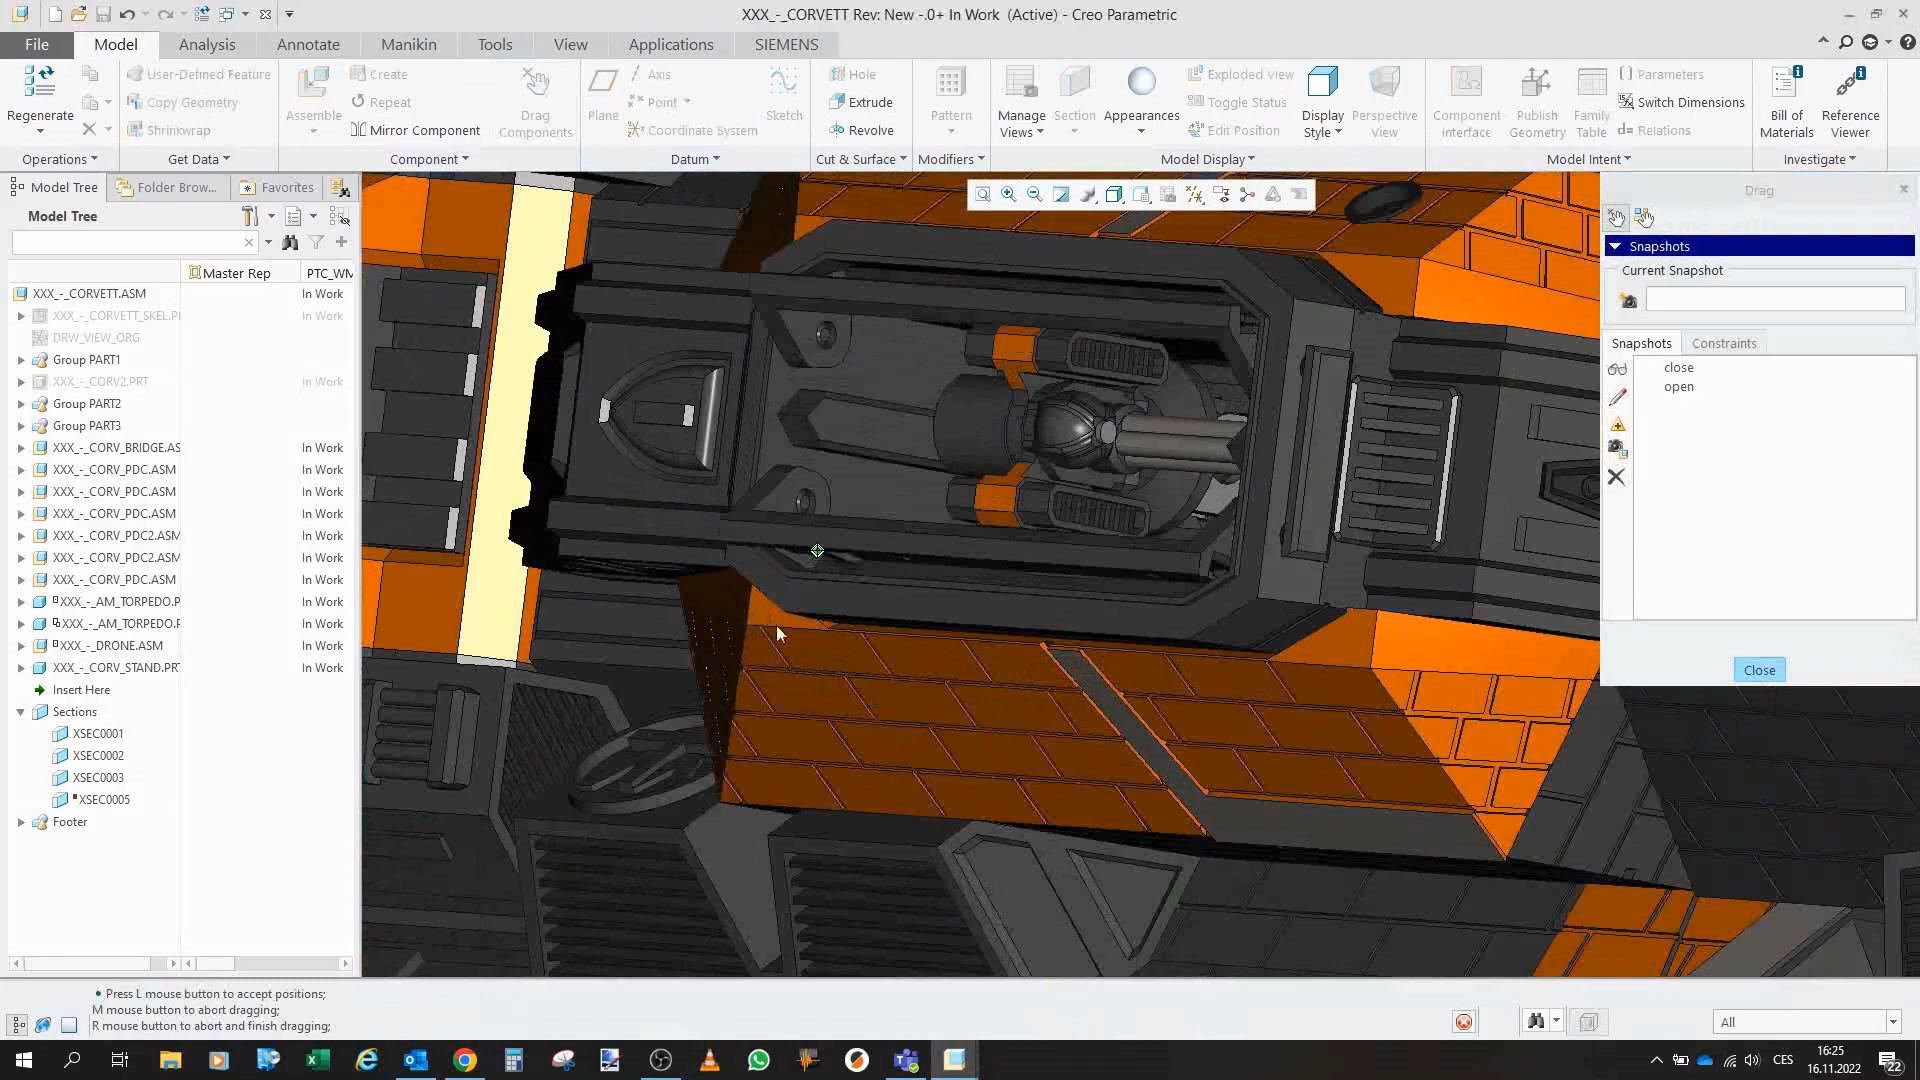 XXX_-_CORVETT Rev: New -.0+ In Work (Active) - Creo Parametric
File Model Analysis Annotate Manikin Tools View Applications SIEMENS
Regenerate
User-Defined Feature
Copy Geometry
Shrinkwrap
Assemble
Create
Repeat
Mirror Component
Drag
Components
Plane
Axis
Point
Coordinate System
Sketch
Hole
Extrude
Revolve
Pattern
Manage
Views
Section
Appearances
Exploded View
Toggle Status
Edit Position
Display
Style
Perspective
View
Component
Interface
Publish
Geometry
Family
Table
Parameters
Switch Dimensions
d= Relations
Bill of
Materials
Reference
Viewer
Operations Get Data Component Datum Cut & Surface Modifiers Model Display Model Intent Investigate
Model Tree Folder Brow... Favorites
Model Tree
Master Rep PTC_WM
XXX_-_CORVETT.ASM In Work
XXX_-_CORVETT_SKEL.P In Work
DRW_VIEW_ORG
Group PART1
XXX_-_CORV2.PRT In Work
Group PART2
Group PART3
XXX_-_CORV_BRIDGE.AS In Work
XXX_-_CORV_PDC.ASM In Work
XXX_-_CORV_PDC.ASM In Work
XXX_-_CORV_PDC.ASM In Work
XXX_-_CORV_PDC2.ASM In Work
XXX_-_CORV_PDC2.ASM In Work
XXX_-_CORV_PDC.ASM In Work
XXX_-_AM_TORPEDO.P In Work
XXX_-_AM_TORPEDO.P In Work
XXX_-_DRONE.ASM In Work
XXX_-_CORV_STAND.PRT In Work
Insert Here
Sections
XSEC0001
XSEC0002
XSEC0003
XSEC0005
Footer
Drag
Snapshots
Current Snapshot
Snapshots Constraints
close
open
Close
• Press L mouse button to accept positions;
M mouse button to abort dragging;
R mouse button to abort and finish dragging;
All
CES
16:25
16.11.2022
22